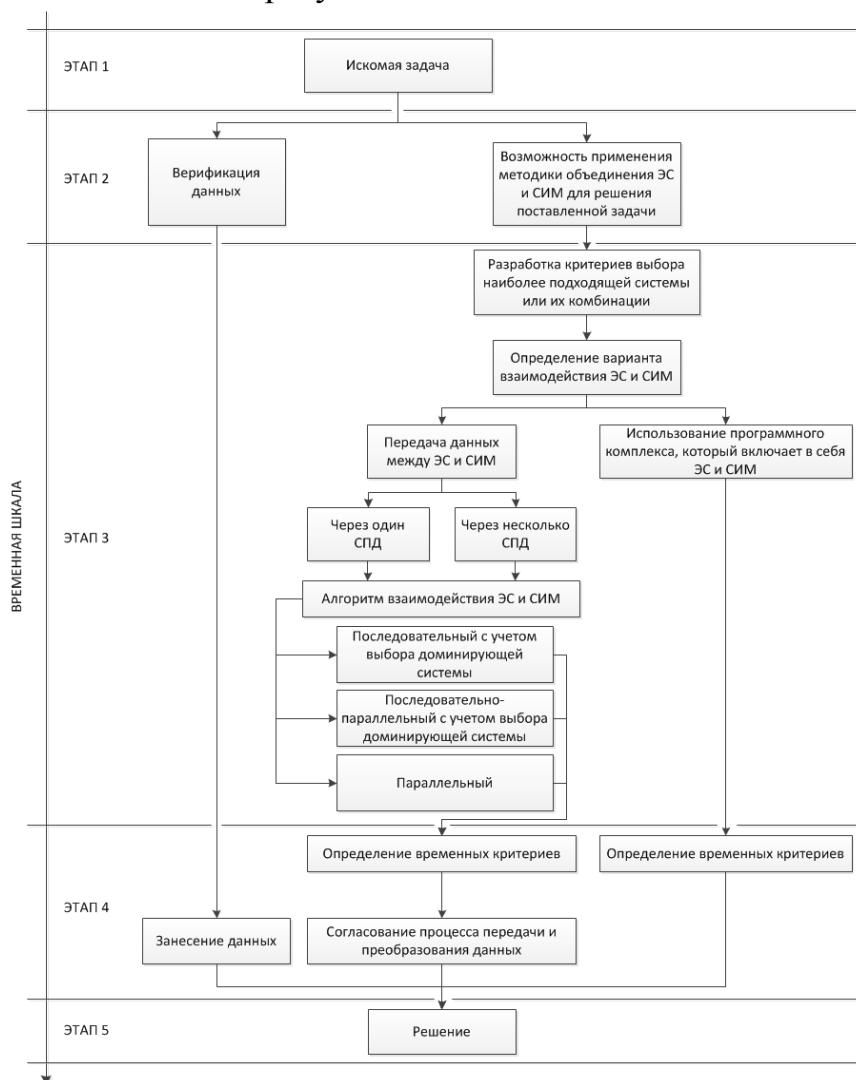 ЭТАП 1
Искомая задача
ЭТАП 2
Верификация
данных
Возможность применения
методики объединения ЭС
и СИМ для решения
поставленной задачи
ВРЕМЕННАЯ ШКАЛА
ЭТАП 3
Разработка критериев выбора
наиболее подходящей системы
или их комбинации
Определение варианта
взаимодействия ЭС и СИМ
Передача данных
между ЭС и СИМ
Использование программного
комплекса, который включает в себя
ЭС и СИМ
Через один
СПД
Через несколько
СПД
Алгоритм взаимодействия ЭС и СИМ
Последовательный с учетом
выбора доминирующей
системы
Последовательно-
параллельный с учетом выбора
доминирующей системы
Параллельный
ЭТАП 4
Определение временных критериев
Определение временных критериев
Занесение данных
Согласование процесса передачи и
преобразования данных
ЭТАП 5
Решение